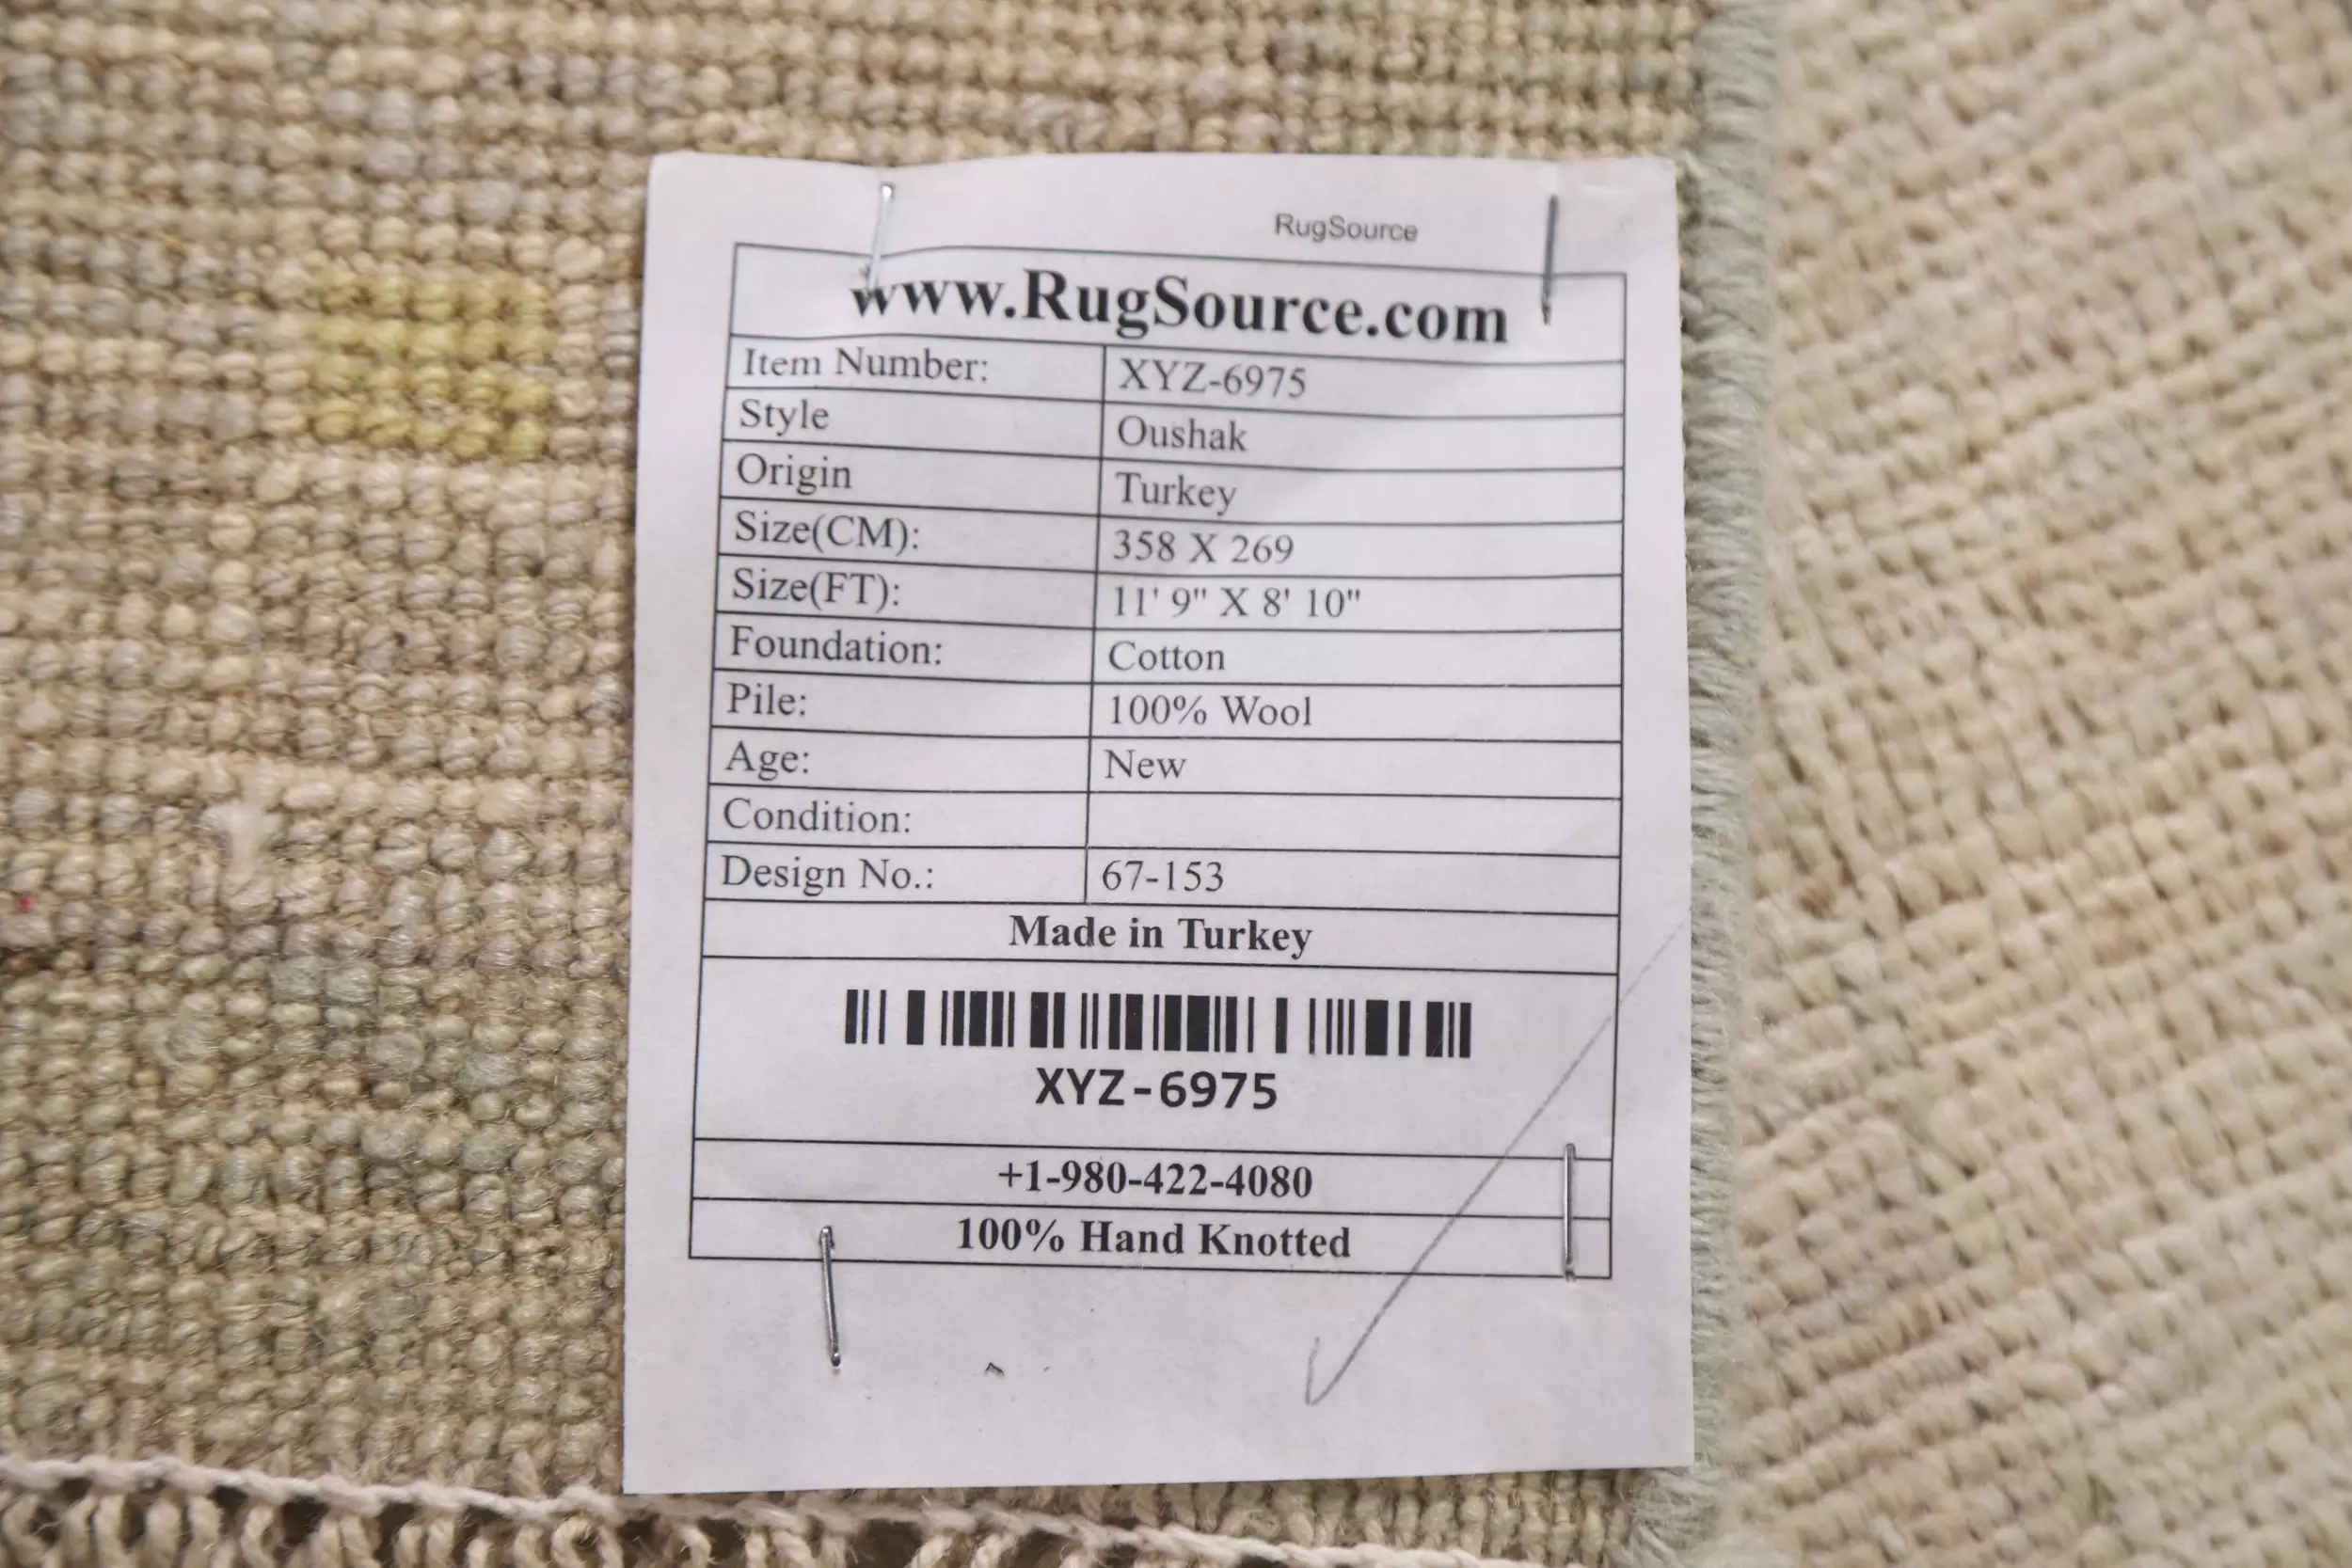 RugSource
www.RugSource.com
Item Number: XYZ-6975
Style Oushak
Origin Turkey
Size(CM): 358 X 269
Size(FT): 11' 9" X 8' 10"
Foundation: Cotton
Pile: 100% Wool
Age: New
Condition:
Design No.: 67-153
Made in Turkey
XYZ-6975
+1-980-422-4080
100% Hand Knotted